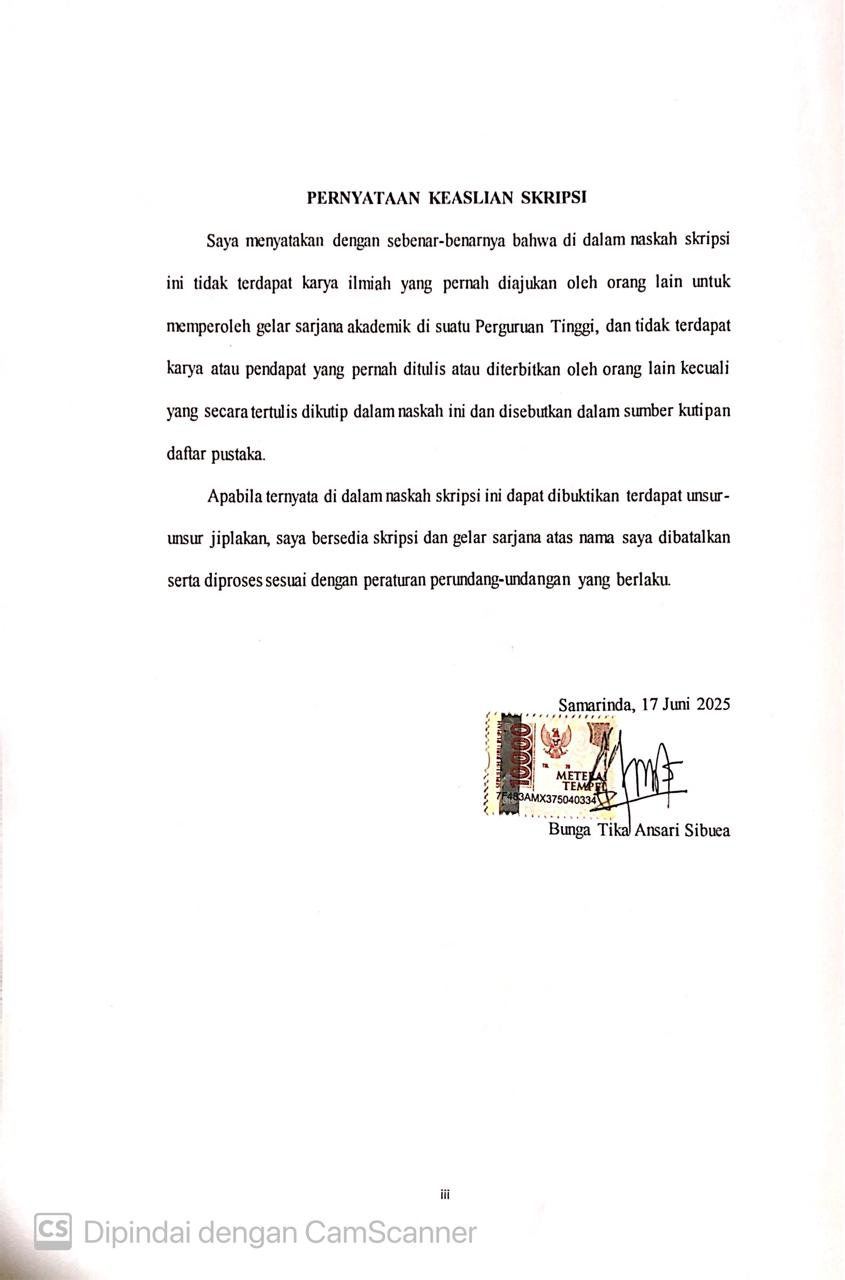 PERNYATAAN KEASLIAN SKRIPSI
Saya menyatakan dengan sebenar-benarnya bahwa di dalam naskah skripsi
ini tidak terdapat karya ilmiah yang pernah diajukan oleh orang lain untuk
memperoleh gelar sarjana akademik di suatu Perguruan Tinggi, dan tidak terdapat
karya atau pendapat yang pernah ditulis atau diterbitkan oleh orang lain kecuali
yang secara tertulis dikutip dalam naskah ini dan disebutkan dalam sumber kutipan
daftar pustaka.
Apabila ternyata di dalam naskah skripsi ini dapat dibuktikan terdapat unsur-
unsur jiplakan, saya bersedia skripsi dan gelar sarjana atas nama saya dibatalkan
serta diproses sesuai dengan peraturan perundang-undangan yang berlaku.
Samarinda, 17 Juni 2025
10000
METERAI
TEMPEL
7F483AMX375040334
Bunga Tika Ansari Sibuea
iii
CS Dipindai dengan CamScanner